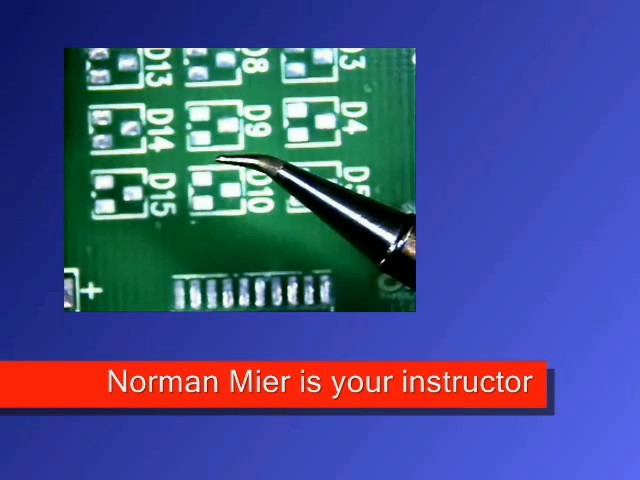 D13 D8 D3
D14 D9 D4
D15 D10 D5
+
Norman Mier is your instructor